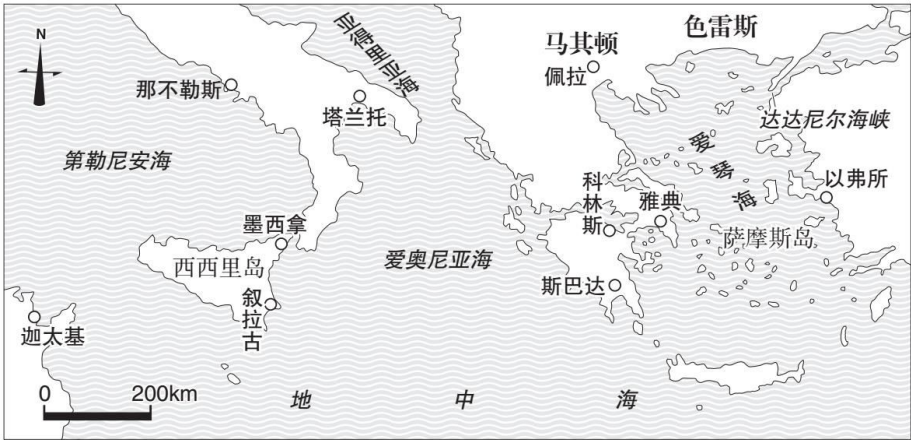 N
亚得里亚海
马其顿
色雷斯
佩拉
那不勒斯
塔兰托
达达尼尔海峡
第勒尼安海
爱琴海
以弗所
科林斯
雅典
墨西拿
萨摩斯岛
西西里岛
爱奥尼亚海
斯巴达
叙拉古
迦太基
0 200km
地中海